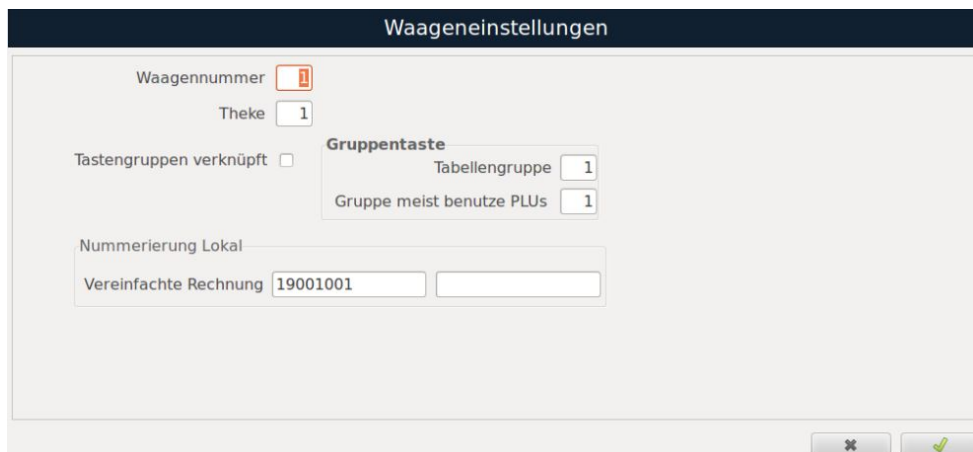 Waageneinstellungen
Waagennummer 1
Theke 1
Tastengruppen verknüpft
Gruppentaste
Tabellengruppe 1
Gruppe meist benutze PLUs 1
Nummerierung Lokal
Vereinfachte Rechnung 19001001